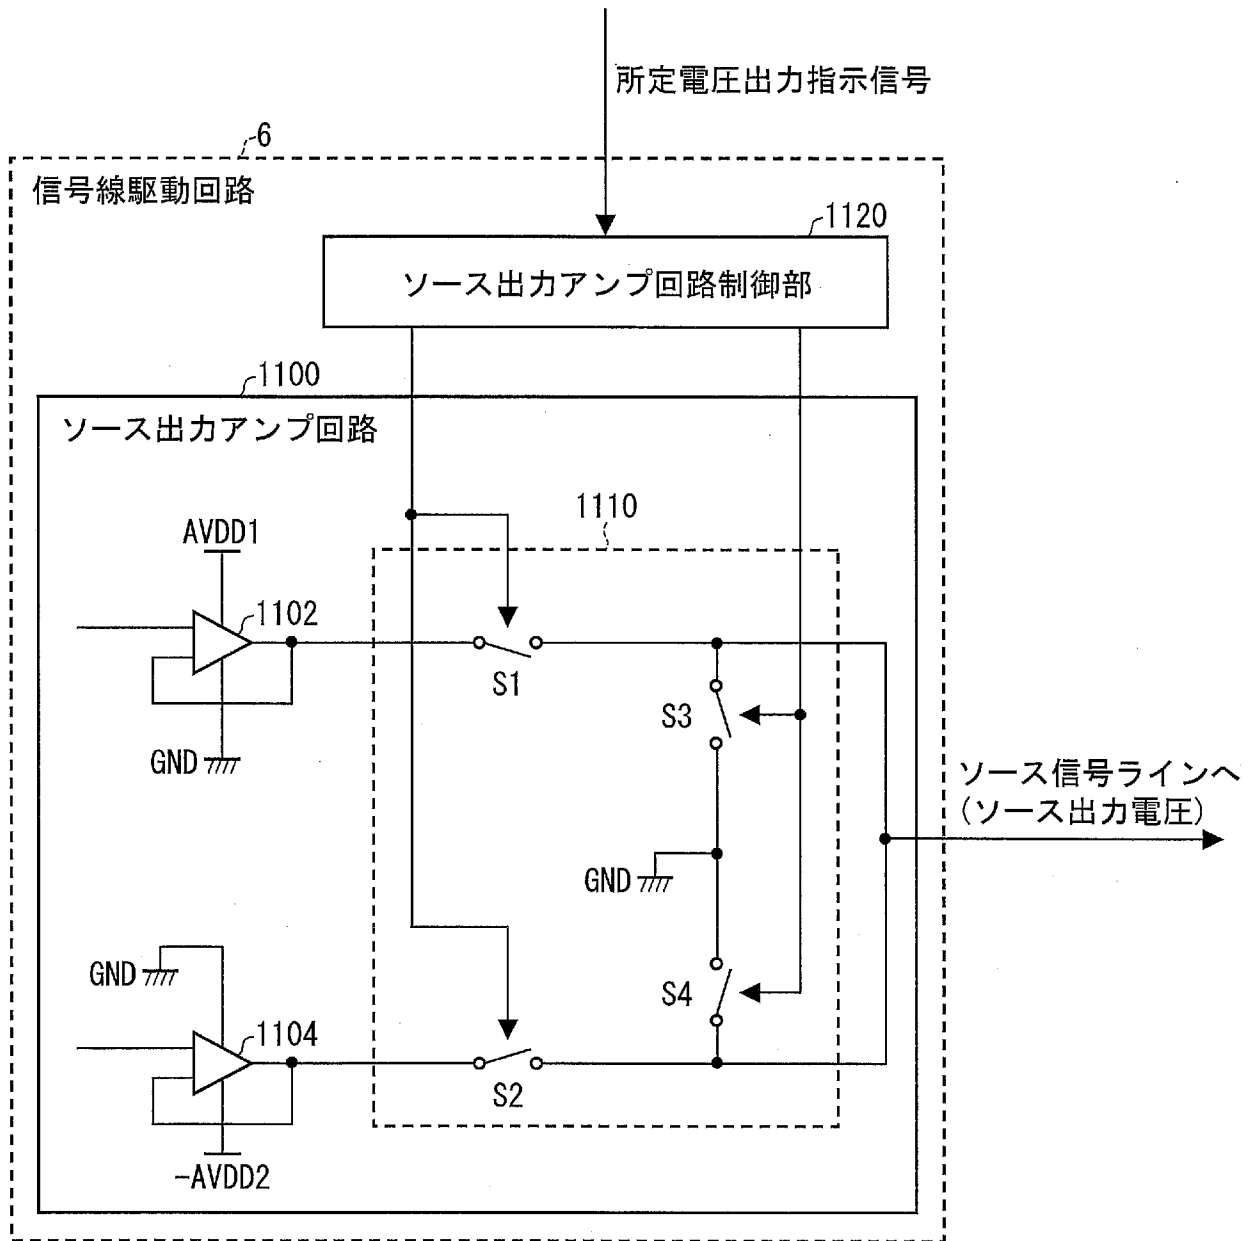 所定電圧出力指示信号
6
信号線駆動回路
1120
ソース出力アンプ回路制御部
1100
ソース出力アンプ回路
1110
AVDD1
1102
S1
S3
GND
ソース信号ラインへ
(ソース出力電圧)
GND
GND
S4
1104
S2
-AVDD2